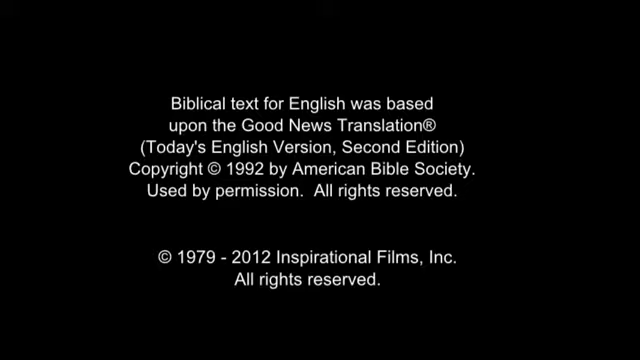 Biblical text for English was based
upon the Good News Translation®
(Today's English Version, Second Edition)
Copyright © 1992 by American Bible Society.
Used by permission.  All rights reserved.
© 1979 - 2012 Inspirational Films, Inc.
All rights reserved.